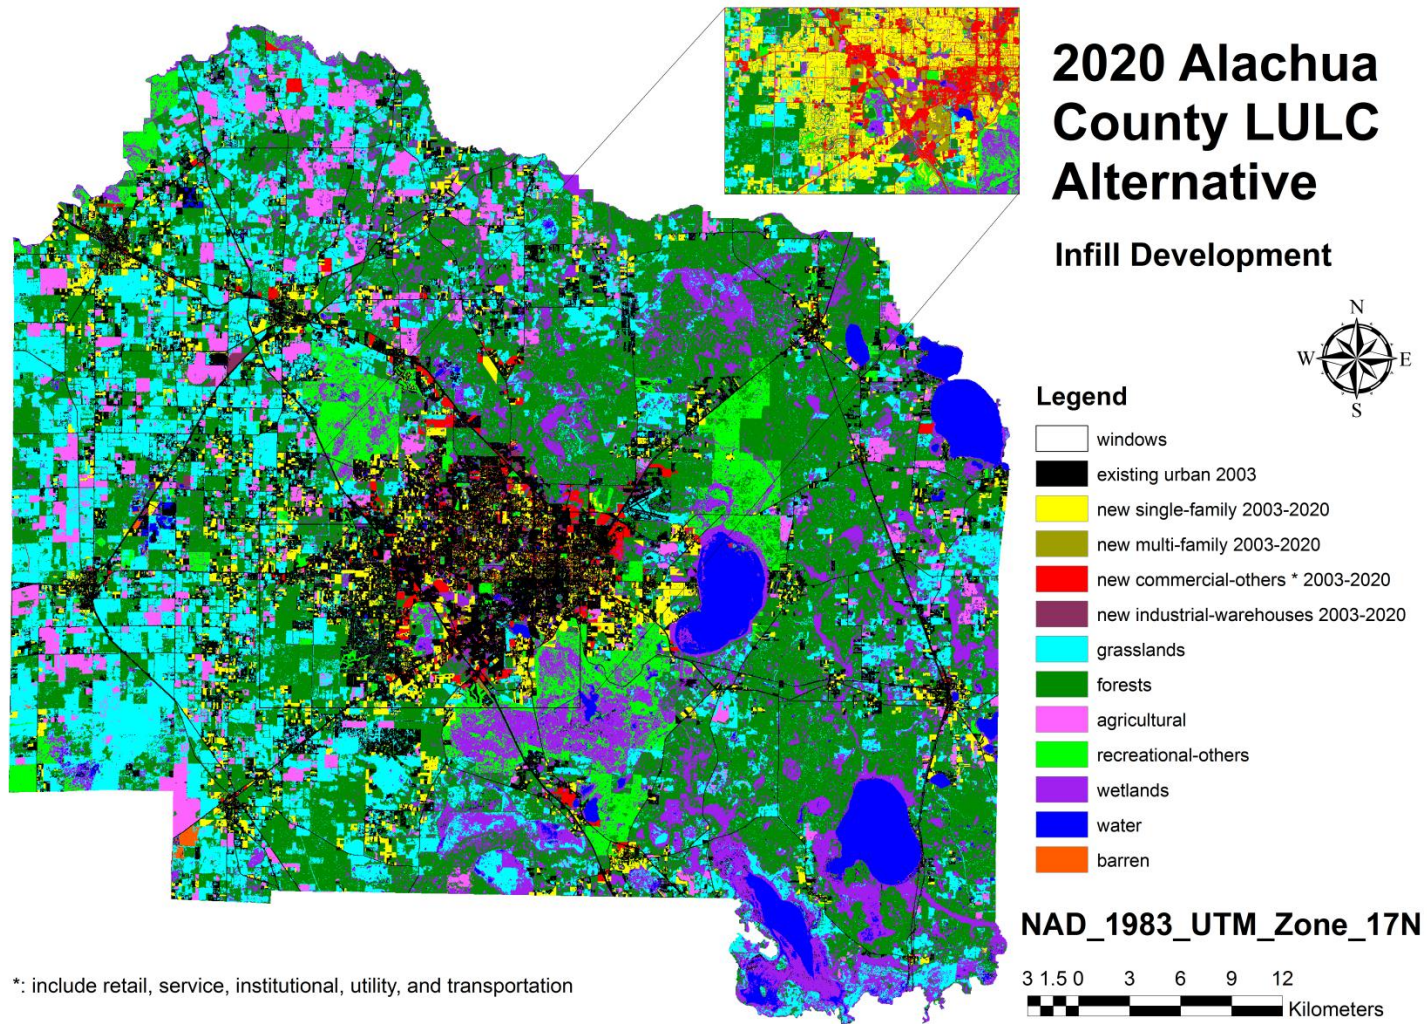 2020 Alachua
County LULC
Alternative
Infill Development
N
W E
S
Legend
windows
existing urban 2003
new single-family 2003-2020
new multi-family 2003-2020
new commercial-others * 2003-2020
new industrial-warehouses 2003-2020
grasslands
forests
agricultural
recreational-others
wetlands
water
barren
NAD_1983_UTM_Zone_17N
3 1.5 0 3 6 9 12
Kilometers
*: include retail, service, institutional, utility, and transportation